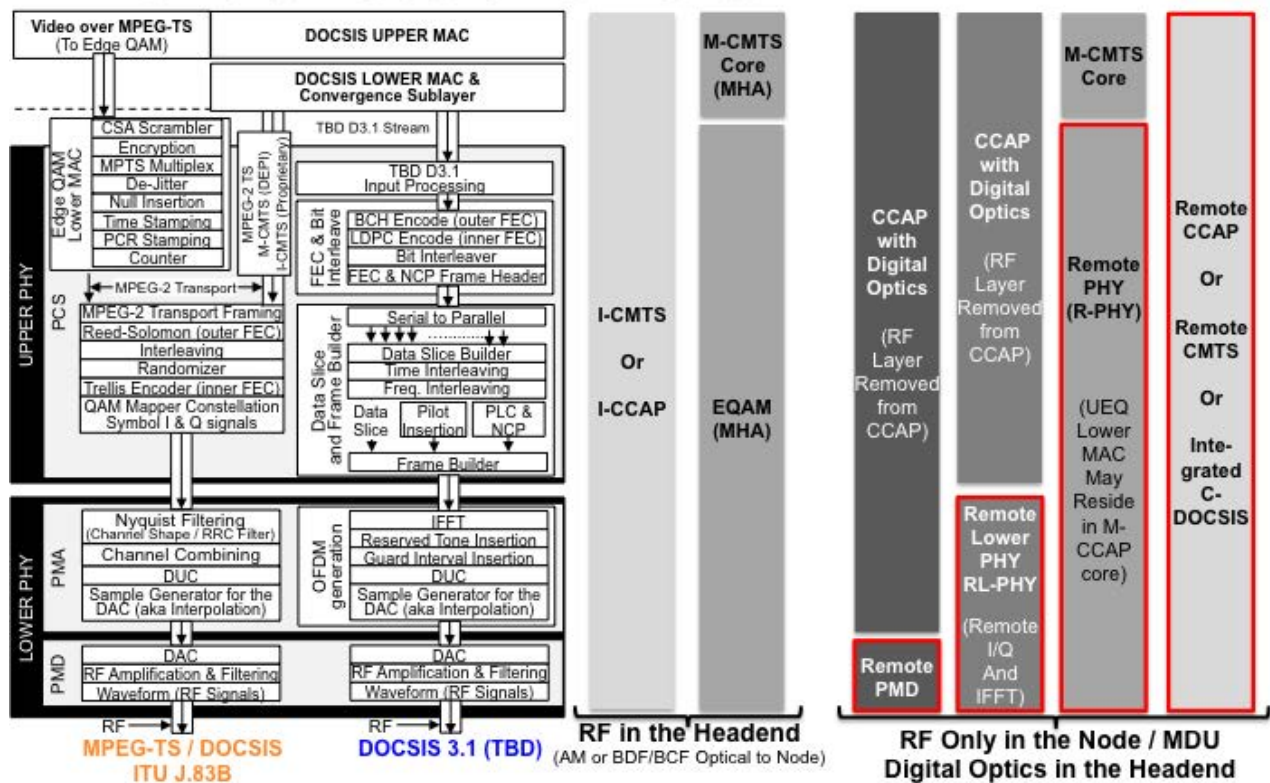 Video over MPEG-TS
(To Edge QAM)
DOCSIS UPPER MAC
DOCSIS LOWER MAC &
Convergence Sublayer
TBD D3.1 Stream
UPPER PHY
PCS
Edge QAM
Lower MAC
CSA Scrambler
Encryption
MPTS Multiplex
De-Jitter
Null Insertion
Time Stamping
PCR Stamping
Counter
MPEG-2 TS
M-CMTS (DEPI)
I-CMTS (Proprietary)
MPEG-2 Transport
MPEG-2 Transport Framing
Reed-Solomon (outer FEC)
Interleaving
Randomizer
Trellis Encoder (inner FEC)
QAM Mapper Constellation
Symbol I & Q signals
TBD D3.1
Input Processing
FEC & Bit
Interleave
BCH Encode (outer FEC)
LDPC Encode (inner FEC)
Bit Interleaver
FEC & NCP Frame Header
Data Slice
and Frame Builder
Serial to Parallel
Data Slice Builder
Time Interleaving
Freq. Interleaving
Data
Slice
Pilot
Insertion
PLC &
NCP
Frame Builder
LOWER PHY
PMA
Nyquist Filtering
(Channel Shape / RRC Filter)
Channel Combining
DUC
Sample Generator for the
DAC (aka Interpolation)
OFDM
generation
IFFT
Reserved Tone Insertion
Guard Interval Insertion
DUC
Sample Generator for the
DAC (aka Interpolation)
PMD
DAC
RF Amplification & Filtering
Waveform (RF Signals)
DAC
RF Amplification & Filtering
Waveform (RF Signals)
RF
RF
MPEG-TS / DOCSIS
ITU J.83B
DOCSIS 3.1 (TBD)
I-CMTS
Or
I-CCAP
M-CMTS
Core
(MHA)
EQAM
(MHA)
RF in the Headend
(AM or BDF/BCF Optical to Node)
CCAP
with
Digital
Optics
(RF
Layer
Removed
from
CCAP)
Remote
PMD
CCAP
with
Digital
Optics
(RF
Layer
Removed
from
CCAP)
Remote
Lower
PHY
RL-PHY
(Remote
I/Q
And
IFFT)
M-CMTS
Core
Remote
PHY
(R-PHY)
(UEQ
Lower
MAC
May
Reside
in M-
CCAP
core)
Remote
CCAP
Or
Remote
CMTS
Or
Inte-
grated
C-
DOCSIS
RF Only in the Node / MDU
Digital Optics in the Headend